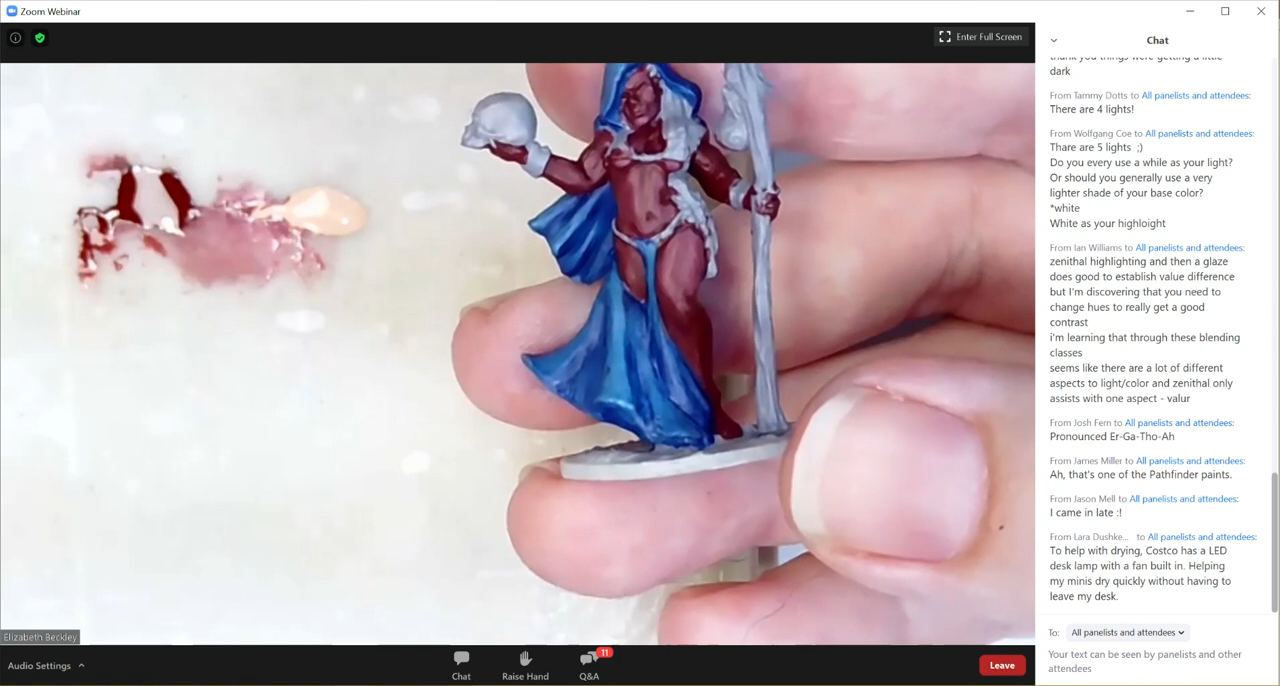 Zoom Webinar
Enter Full Screen
Chat
thank you things were getting a little
dark
From Tammy Dotts to All panelists and attendees:
There are 4 lights!
From Wolfgang Coe to All panelists and attendees:
Thare are 5 lights ;)
Do you every use a while as your light?
Or should you generally use a very
lighter shade of your base color?
*white
White as your highloight
From Ian Williams to All panelists and attendees:
zenithal highlighting and then a glaze
does good to establish value difference
but I'm discovering that you need to
change hues to really get a good
contrast
i'm learning that through these blending
classes
seems like there are a lot of different
aspects to light/color and zenithal only
assists with one aspect - valur
From Josh Fern to All panelists and attendees:
Pronounced Er-Ga-Tho-Ah
From James Miller to All panelists and attendees:
Ah, that's one of the Pathfinder paints.
From Jason Mell to All panelists and attendees:
I came in late :!
From Lara Dushke... to All panelists and attendees:
To help with drying, Costco has a LED
desk lamp with a fan built in. Helping
my minis dry quickly without having to
leave my desk.
To: All panelists and attendees
Your text can be seen by panelists and other
attendees
Elizabeth Beckley
Audio Settings
Chat
Raise Hand
11
Q&A
Leave